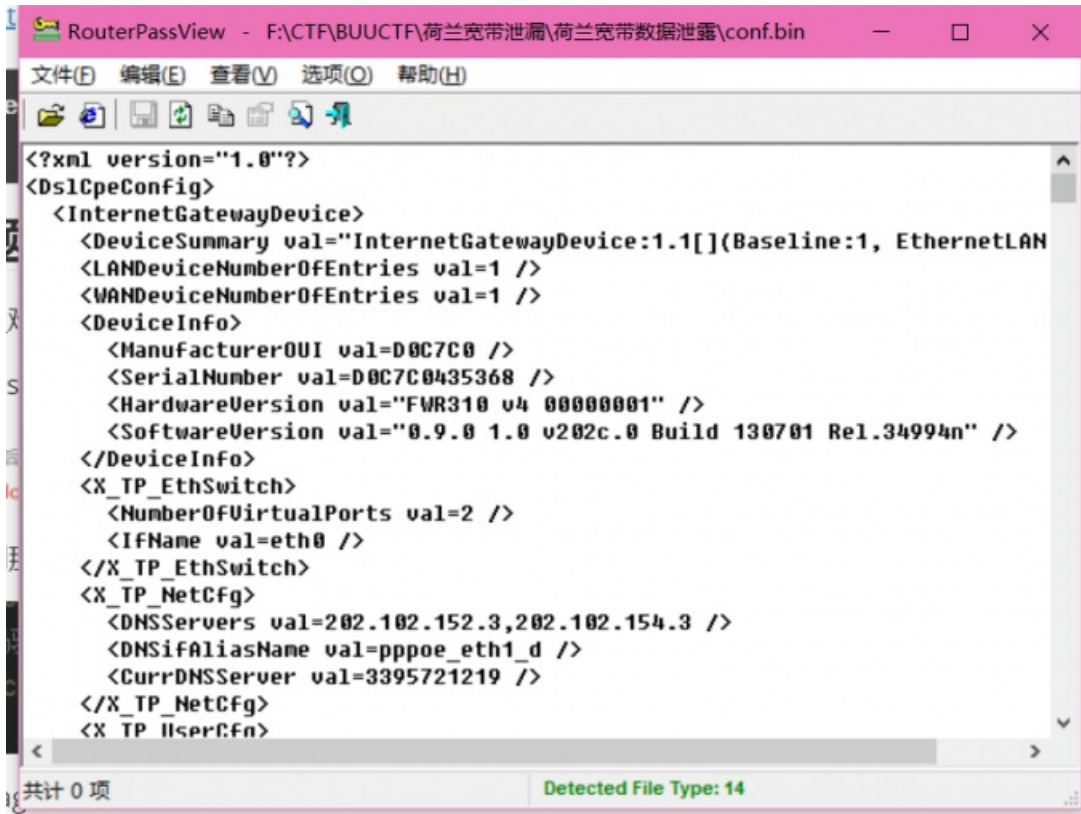 RouterPassView - F:\CTF\BUUCTF\荷兰宽带泄漏\荷兰宽带数据泄露\conf.bin
文件(F) 编辑(E) 查看(V) 选项(O) 帮助(H)
<?xml version="1.0"?>
<DslCpeConfig>
<InternetGatewayDevice>
<DeviceSummary val="InternetGatewayDevice:1.1[](Baseline:1, EthernetLAN
<LANDeviceNumberOfEntries val=1 />
<WANDeviceNumberOfEntries val=1 />
<DeviceInfo>
<ManufacturerOUI val=D0C7C0 />
<SerialNumber val=D0C7C0435368 />
<HardwareVersion val="FWR310 v4 00000001" />
<SoftwareVersion val="0.9.0 1.0 v202c.0 Build 130701 Rel.34994n" />
</DeviceInfo>
<X_TP_EthSwitch>
<NumberOfVirtualPorts val=2 />
<IfName val=eth0 />
</X_TP_EthSwitch>
<X_TP_NetCfg>
<DNSServers val=202.102.152.3,202.102.154.3 />
<DNSifAliasName val=pppoe_eth1_d />
<CurrDNSServer val=3395721219 />
</X_TP_NetCfg>
<X_TP_UserCfg>
共计 0 项
Detected File Type: 14